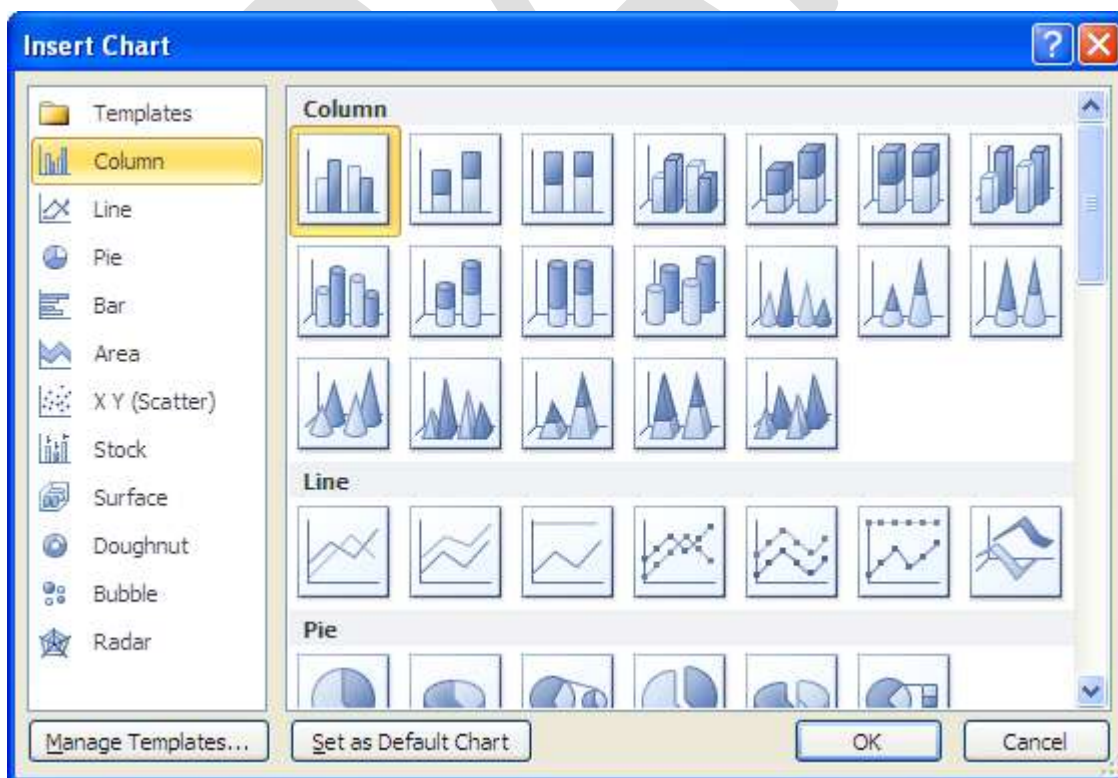 Insert Chart
Templates
Column
Line
Pie
Bar
Area
X Y (Scatter)
Stock
Surface
Doughnut
Bubble
Radar
Column
Line
Pie
Manage Templates...
Set as Default Chart
OK
Cancel